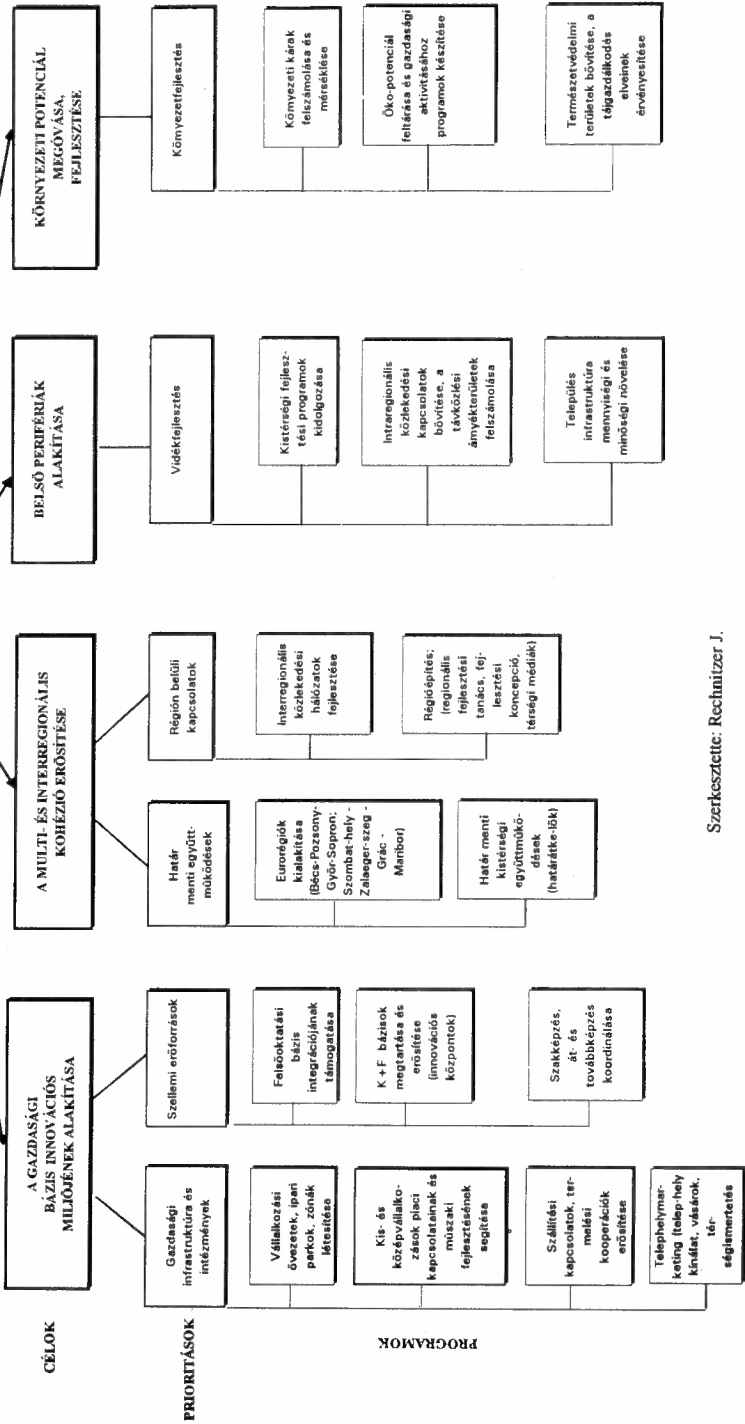 CÉLOK
A GAZDASÁGI
BÁZIS INNOVÁCIÓS
MILIŐJÉNEK ALAKÍTÁSA
A MULTI- ÉS INTERREGIONÁLIS
KOHÉZIÓ ERŐSÍTÉSE
BELSŐ PERIFÉRIÁK
ALAKÍTÁSA
KÖRNYEZETI POTENCIÁL
MEGÓVÁSA,
FEJLESZTÉSE
PRIORITÁSOK
Gazdasági
infrastruktúra és
intézmények
Szellemi erőforrások
Határ
menti együtt-
működések
Régión belüli
kapcsolatok
Vidékfejlesztés
Környezetfejlesztés
PROGRAMOK
Vállalkozási
övezetek, ipari
parkok, zónák
létesítése
Kis- és
középvállalko-
zások piaci
kapcsolatainak és
műszaki
fejlesztésének
segítése
Szállítási
kapcsolatok, ter-
melési
kooperációk
erősítése
Telephelymar-
keting (telep-hely
kínálat, vásárok,
tér-
ségismertetés
Felsőoktatási
bázis
integrációjának
támogatása
K +F bázisok
megtartása és
erősítése
(innovációs
központok)
Szakképzés,
át- és
továbbképzés
koordinálása
Eurorégiók
kialakítása
(Bécs-Pozsony-
Győr-Sopron;
Szombat-hely -
Zalaeger-szeg -
Grác -
Maribor)
Határ menti
kistérségi
együttműkö-
dések
(határátke-lők)
Interregionális
közlekedési
hálózatok
fejlesztése
Régióépítés;
(regionális
fejlesztési
tanács, fej-
lesztési
koncepció,
térségi médiák)
Kistérségi fejlesz-
tési programok
kidolgozása
Intraregionális
közlekedési
kapcsolatok
bővítése, a
távközlési
árnyékterületek
felszámolása
Település
infrastruktúra
mennyiségi és
minőségi növelése
Környezeti károk
felszámolása és
mérséklése
Öko-potenciál
feltárása és gazdasági
aktivitásához
programok készítése
Természetvédelmi
területek bővítése, a
tájgazdálkodás
elveinek
érvényesítése
Szerkesztette: Rechnitzer J.